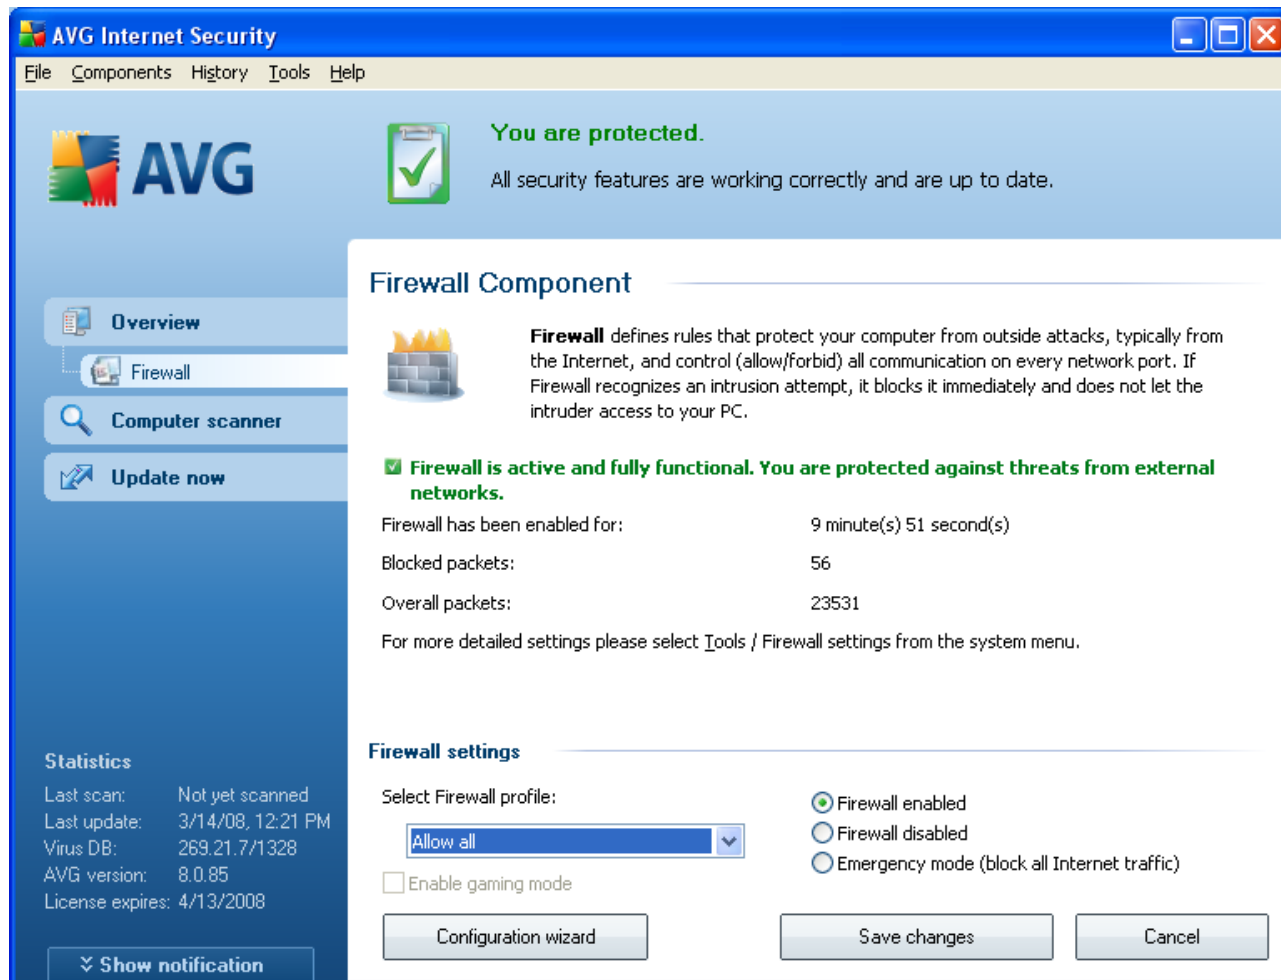 AVG Internet Security
File Components History Tools Help
AVG
You are protected.
All security features are working correctly and are up to date.
Overview
Firewall
Computer scanner
Update now
Firewall Component
Firewall defines rules that protect your computer from outside attacks, typically from
the Internet, and control (allow/forbid) all communication on every network port. If
Firewall recognizes an intrusion attempt, it blocks it immediately and does not let the
intruder access to your PC.
Firewall is active and fully functional. You are protected against threats from external
networks.
Firewall has been enabled for: 9 minute(s) 51 second(s)
Blocked packets: 56
Overall packets: 23531
For more detailed settings please select Tools / Firewall settings from the system menu.
Firewall settings
Select Firewall profile:
Allow all
Enable gaming mode
Firewall enabled
Firewall disabled
Emergency mode (block all Internet traffic)
Configuration wizard Save changes Cancel
Statistics
Last scan: Not yet scanned
Last update: 3/14/08, 12:21 PM
Virus DB: 269.21.7/1328
AVG version: 8.0.85
License expires: 4/13/2008
Show notification